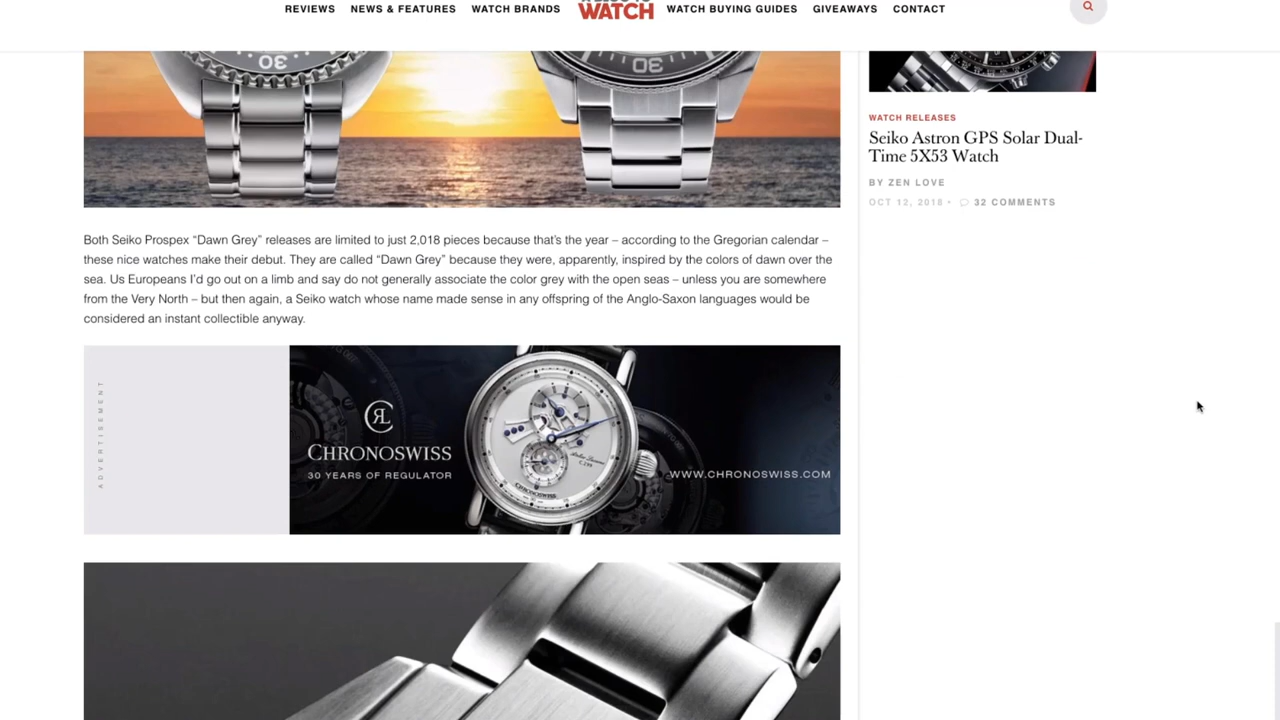 REVIEWS NEWS & FEATURES WATCH BRANDS WATCH WATCH BUYING GUIDES GIVEAWAYS CONTACT
30 30
WATCH RELEASES
Seiko Astron GPS Solar Dual-
Time 5X53 Watch
BY ZEN LOVE
OCT 12, 2018 • 32 COMMENTS
Both Seiko Prospex “Dawn Grey” releases are limited to just 2,018 pieces because that’s the year – according to the Gregorian calendar –
these nice watches make their debut. They are called “Dawn Grey” because they were, apparently, inspired by the colors of dawn over the
sea. Us Europeans I’d go out on a limb and say do not generally associate the color grey with the open seas – unless you are somewhere
from the Very North – but then again, a Seiko watch whose name made sense in any offspring of the Anglo-Saxon languages would be
considered an instant collectible anyway.
ADVERTISEMENT
CHRONOSWISS
30 YEARS OF REGULATOR
WWW.CHRONOSWISS.COM